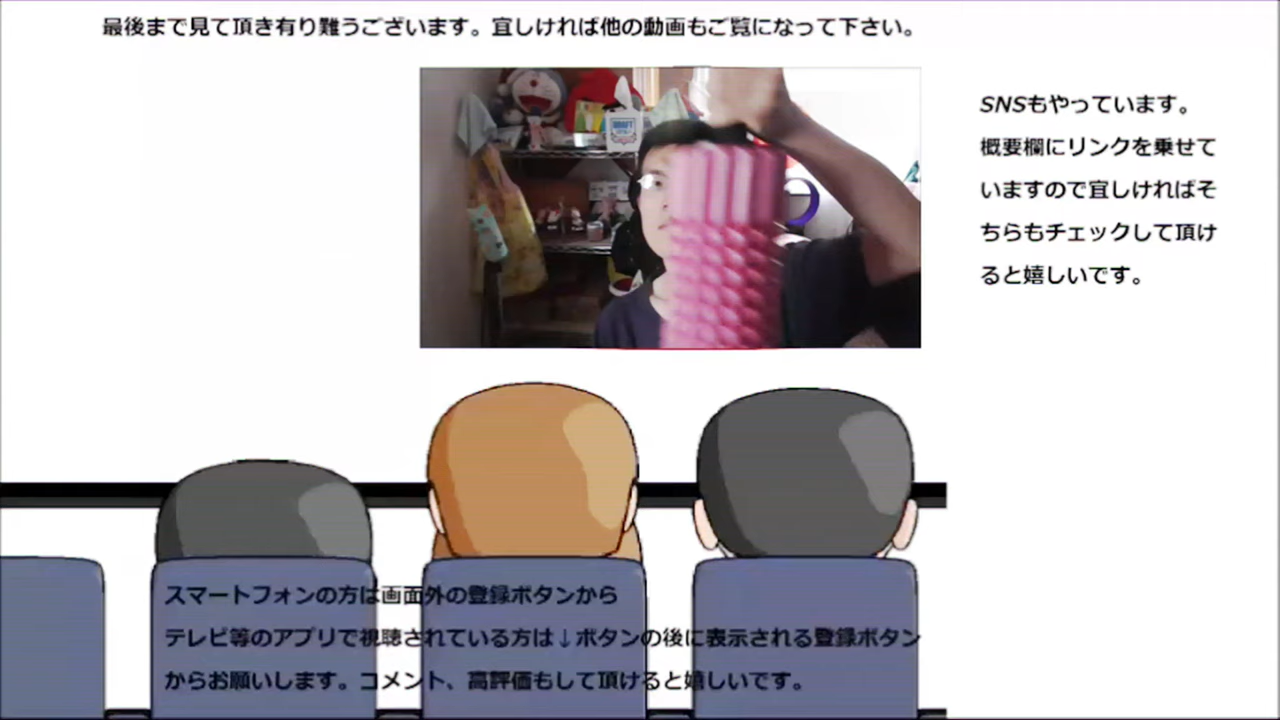 最後まで見て頂き有り難うございます。宜しければ他の動画もご覧になって下さい。
SNSもやっています。
概要欄にリンクを乗せて
いますので宜しければそ
ちらもチェックして頂け
ると嬉しいです。
スマートフォンの方は画面外の登録ボタンから
テレビ等のアプリで視聴されている方は↓ボタンの後に表示される登録ボタン
からお願いします。コメント、高評価もして頂けると嬉しいです。